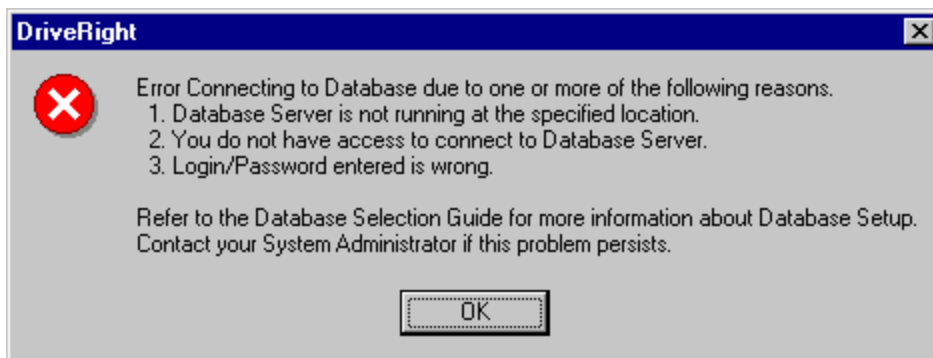 DriveRight
Error Connecting to Database due to one or more of the following reasons.
1. Database Server is not running at the specified location.
2. You do not have access to connect to Database Server.
3. Login/Password entered is wrong.
Refer to the Database Selection Guide for more information about Database Setup.
Contact your System Administrator if this problem persists.
OK